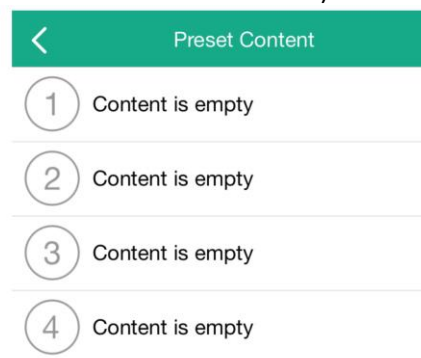 Preset Content
1 Content is empty
2 Content is empty
3 Content is empty
4 Content is empty